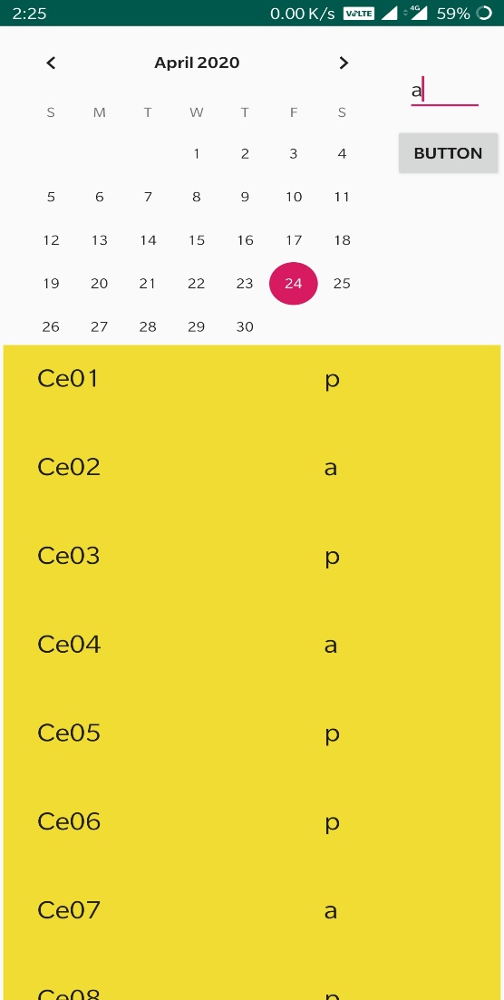 2:25 0.00 K/s VoLTE 4G 59%
April 2020
a
S M T W T F S
BUTTON
1 2 3 4
5 6 7 8 9 10 11
12 13 14 15 16 17 18
19 20 21 22 23 24 25
26 27 28 29 30
Ce01 p
Ce02 a
Ce03 p
Ce04 a
Ce05 p
Ce06 p
Ce07 a
Ce08 p